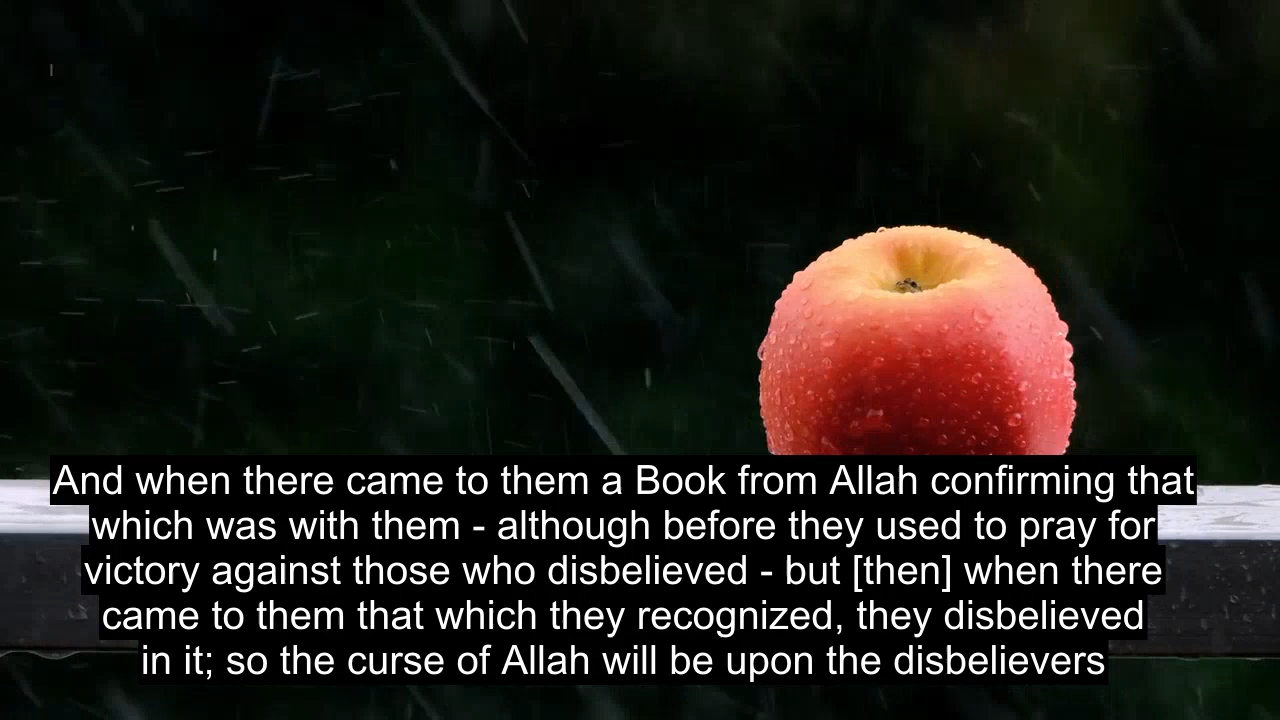 And when there came to them a Book from Allah confirming that
which was with them - although before they used to pray for
victory against those who disbelieved - but [then] when there
came to them that which they recognized, they disbelieved
in it; so the curse of Allah will be upon the disbelievers